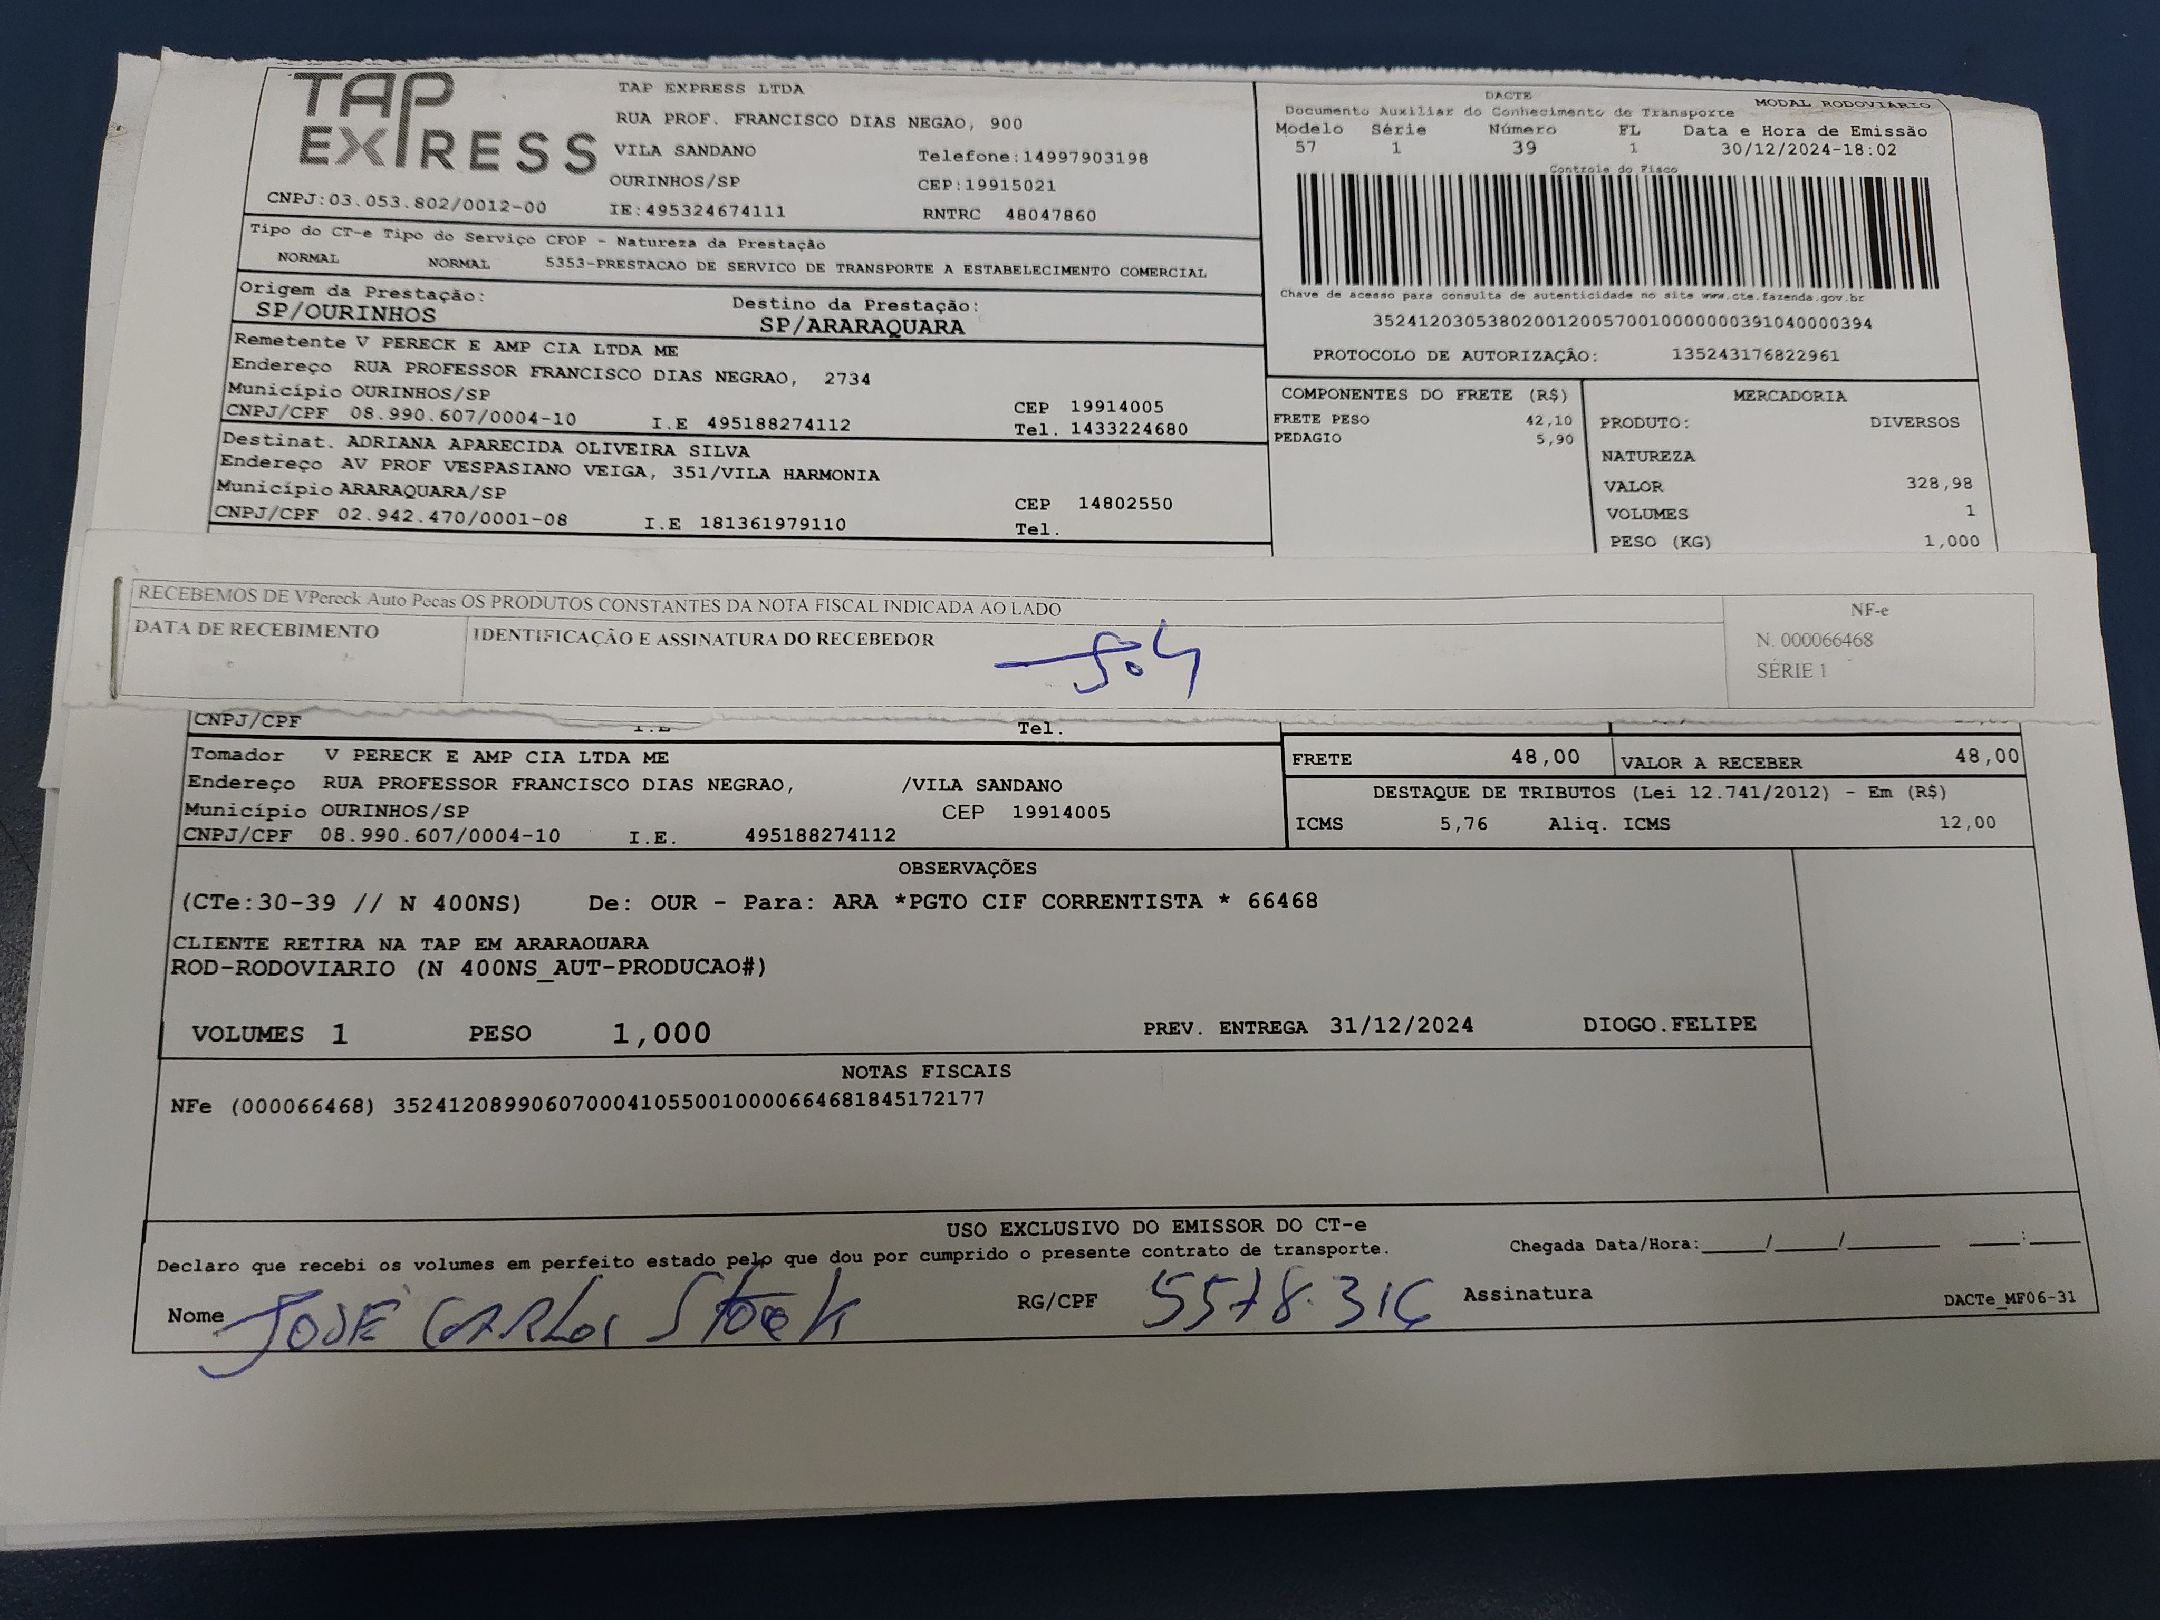 TAP
EXPRESS
TAP EXPRESS LTDA
RUA PROF. FRANCISCO DIAS NEGAO, 900
VILA SANDANO Telefone:14997903198
OURINHOS/SP CEP:19915021
CNPJ:03.053.802/0012-00 IE:495324674111 RNTRC 48047860
DACTE MODAL RODOVIÁRIO
Documento Auxiliar do Conhecimento de Transporte
Modelo Série Número FL Data e Hora de Emissão
57 1 39 1 30/12/2024-18:02
Controle do Fisco
Chave de acesso para consulta de autenticidade no site www.cte.fazenda.gov.br
35241203053802001200570010000000391040000394
PROTOCOLO DE AUTORIZAÇÃO: 135243176822961
Tipo do CT-e Tipo do Serviço CFOP - Natureza da Prestação
NORMAL NORMAL 5353-PRESTACAO DE SERVICO DE TRANSPORTE A ESTABELECIMENTO COMERCIAL
Origem da Prestação: Destino da Prestação:
SP/OURINHOS SP/ARARAQUARA
Remetente V PERECK E AMP CIA LTDA ME
Endereço RUA PROFESSOR FRANCISCO DIAS NEGRAO, 2734
Município OURINHOS/SP CEP 19914005
CNPJ/CPF 08.990.607/0004-10 I.E 495188274112 Tel. 1433224680
Destinat. ADRIANA APARECIDA OLIVEIRA SILVA
Endereço AV PROF VESPASIANO VEIGA, 351/VILA HARMONIA
Município ARARAQUARA/SP CEP 14802550
CNPJ/CPF 02.942.470/0001-08 I.E 181361979110 Tel.
COMPONENTES DO FRETE (R$)
FRETE PESO 42,10
PEDAGIO 5,90
MERCADORIA
PRODUTO: DIVERSOS
NATUREZA
VALOR 328,98
VOLUMES 1
PESO (KG) 1,000
RECEBEMOS DE VPereck Auto Pecas OS PRODUTOS CONSTANTES DA NOTA FISCAL INDICADA AO LADO
DATA DE RECEBIMENTO IDENTIFICAÇÃO E ASSINATURA DO RECEBEDOR
NF-e
N. 000066468
SÉRIE 1
CNPJ/CPF I.E Tel.
Tomador V PERECK E AMP CIA LTDA ME
Endereço RUA PROFESSOR FRANCISCO DIAS NEGRAO, /VILA SANDANO
Município OURINHOS/SP CEP 19914005
CNPJ/CPF 08.990.607/0004-10 I.E. 495188274112
FRETE 48,00 VALOR A RECEBER 48,00
DESTAQUE DE TRIBUTOS (Lei 12.741/2012) - Em (R$)
ICMS 5,76 Aliq. ICMS 12,00
OBSERVAÇÕES
(CTe:30-39 // N 400NS) De: OUR - Para: ARA *PGTO CIF CORRENTISTA * 66468
CLIENTE RETIRA NA TAP EM ARARAQUARA
ROD-RODOVIARIO (N 400NS_AUT-PRODUCAO#)
VOLUMES 1 PESO 1,000 PREV. ENTREGA 31/12/2024 DIOGO.FELIPE
NOTAS FISCAIS
NFe (000066468) 35241208990607000410550010000664681845172177
USO EXCLUSIVO DO EMISSOR DO CT-e
Declaro que recebi os volumes em perfeito estado pelo que dou por cumprido o presente contrato de transporte. Chegada Data/Hora:____/____/______ ___:___
Nome JOSÉ CARLOS Stock RG/CPF 5578.316 Assinatura
DACTe_MF06-31